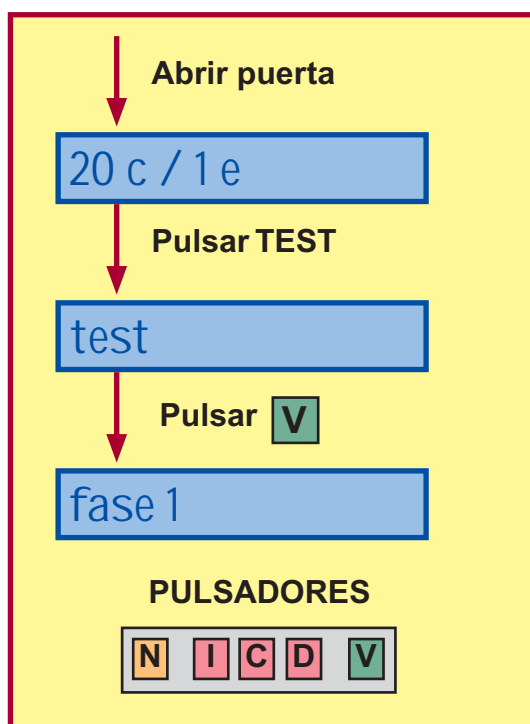 Abrir puerta
20 c / 1 e
Pulsar TEST
test
Pulsar V
fase 1
PULSADORES
N I C D V